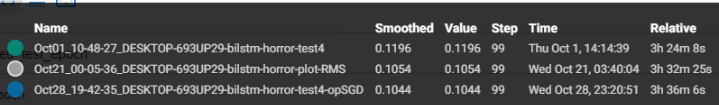 Name Smoothed Value Step Time Relative
Oct01_10-48-27_DESKTOP-693UP29-bilstm-horror-test4 0.1196 0.1196 99 Thu Oct 1, 14:14:39 3h 24m 8s
Oct21_00-05-36_DESKTOP-693UP29-bilstm-horror-plot-RMS 0.1054 0.1054 99 Wed Oct 21, 03:40:04 3h 32m 25s
Oct28_19-42-35_DESKTOP-693UP29-bilstm-horror-test4-opSGD 0.1044 0.1044 99 Wed Oct 28, 23:20:51 3h 36m 6s